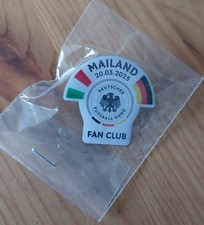 MAILAND
20.03.2025
DEUTSCHER
FUSSBALL-BUND
FAN CLUB